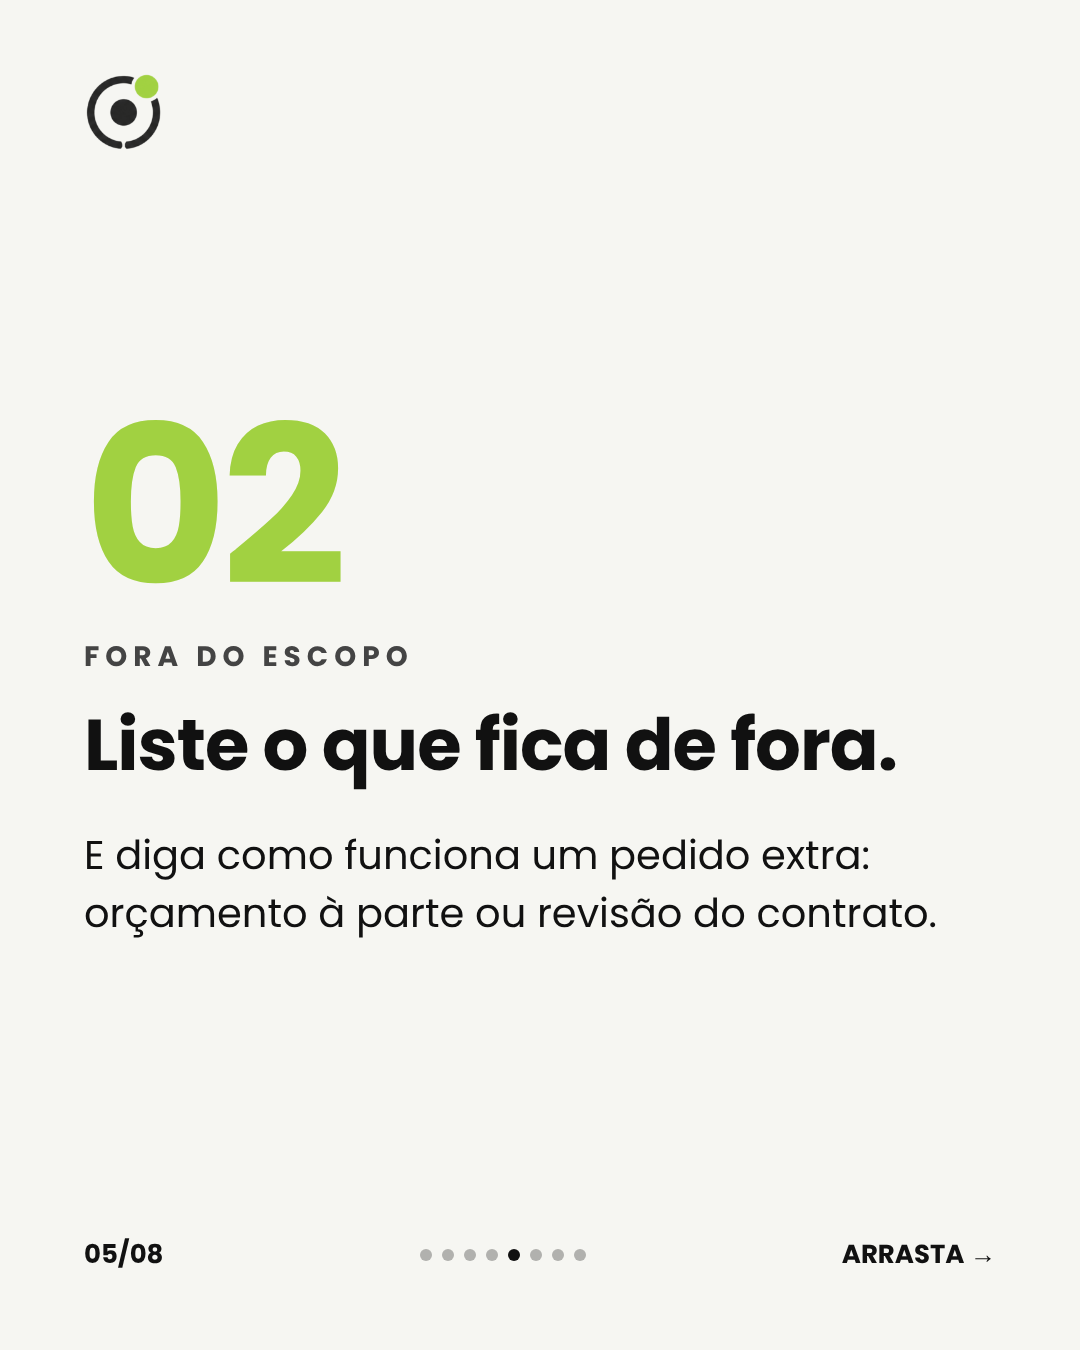 02
FORA DO ESCOPO
Liste o que fica de fora.
E diga como funciona um pedido extra:
orçamento à parte ou revisão do contrato.
05/08
ARRASTA →